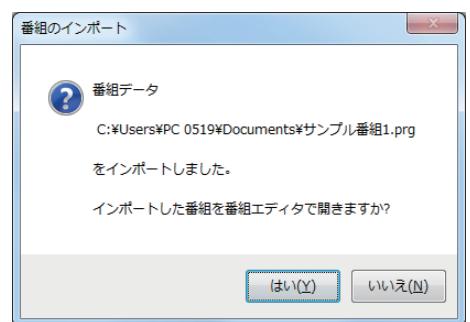 番組のインポート
番組データ
C:¥Users¥PC 0519¥Documents¥サンプル番組1.prg
をインポートしました。
インポートした番組を番組エディタで開きますか?
はい(Y)
いいえ(N)